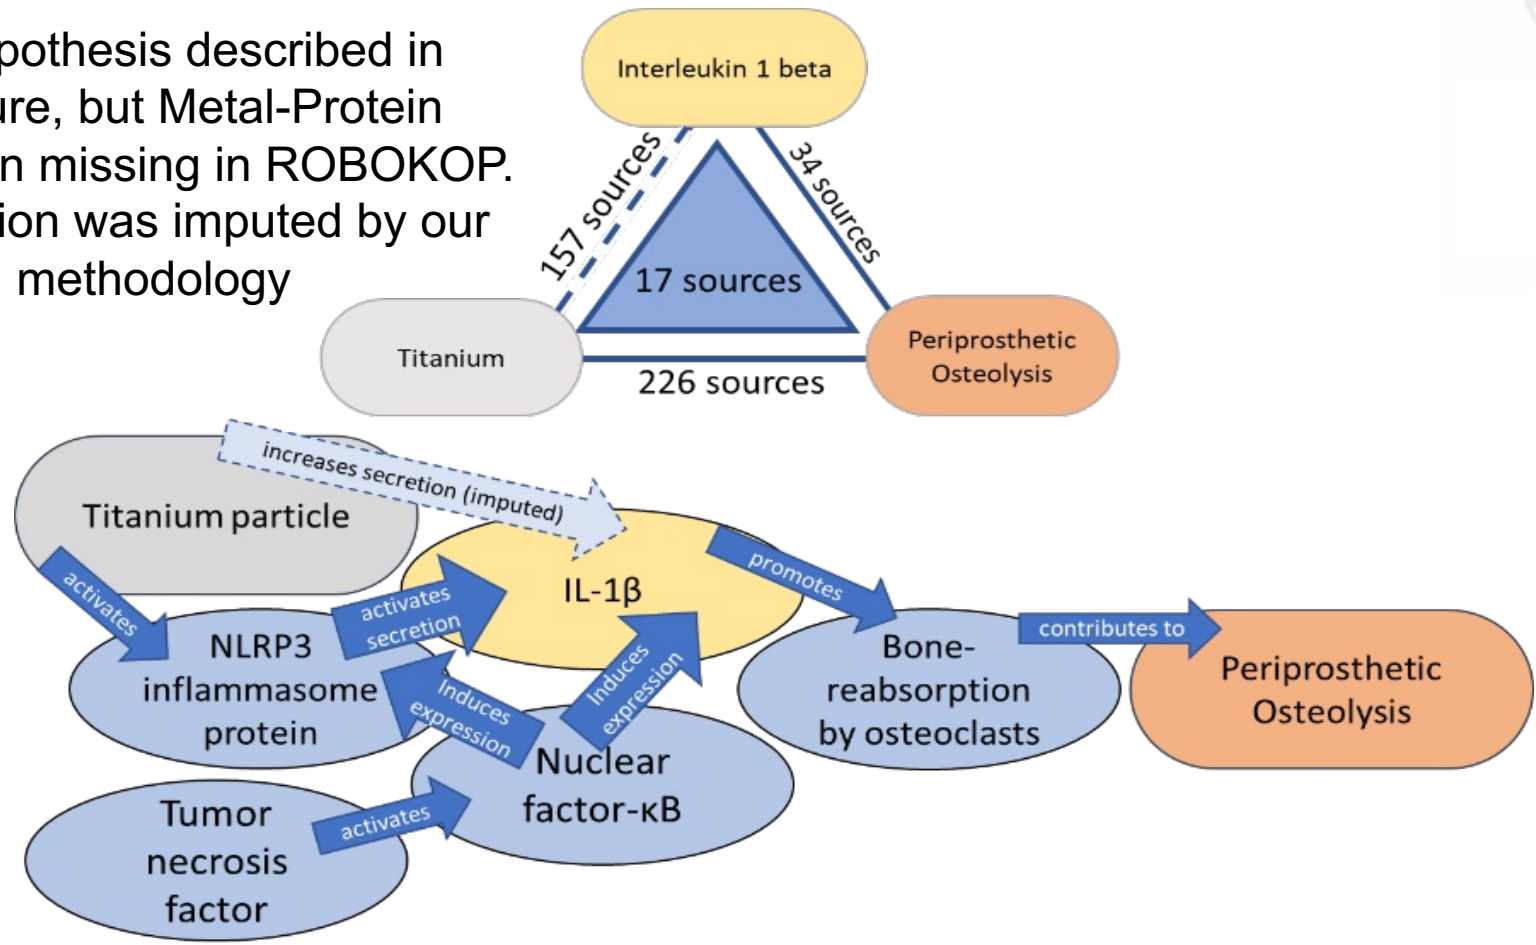 pothesis described in
ure, but Metal-Protein
n missing in ROBOKOP.
ion was imputed by our
methodology
Interleukin 1 beta
157 sources
34 sources
17 sources
Titanium
226 sources
Periprosthetic
Osteolysis
increases secretion (imputed)
Titanium particle
activates
NLRP3
inflammasome
protein
activates
secretion
IL-1β
promotes
Induces
expression
Induces
expression
Bone-
reabsorption
by osteoclasts
contributes to
Periprosthetic
Osteolysis
Nuclear
factor-κB
Tumor
necrosis
factor
activates